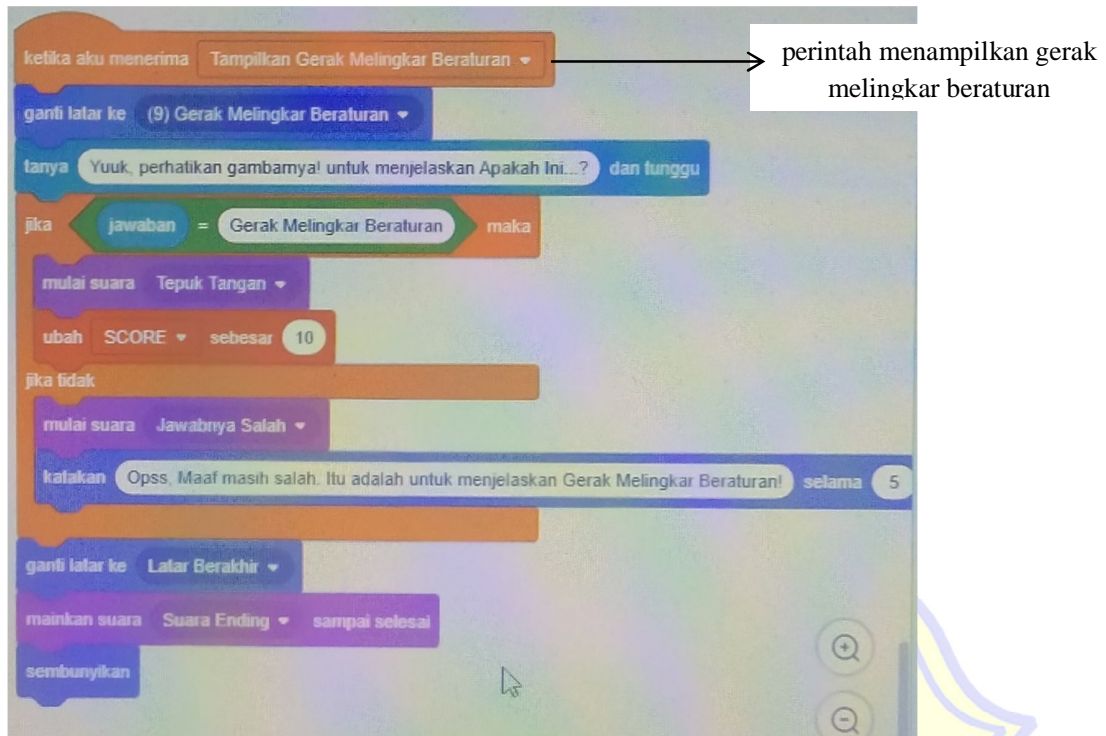 ketika aku menerima Tampilkan Gerak Melingkar Beraturan
perintah menampilkan gerak
melingkar beraturan
ganti latar ke (9) Gerak Melingkar Beraturan
tanya Yuuk, perhatikan gambarnya! untuk menjelaskan Apakah Ini...? dan tunggu
jika jawaban = Gerak Melingkar Beraturan maka
mulai suara Tepuk Tangan
ubah SCORE sebesar 10
jika tidak
mulai suara Jawabnya Salah
katakan Opss, Maaf masih salah. Itu adalah untuk menjelaskan Gerak Melingkar Beraturan! selama 5
ganti latar ke Latar Berakhir
mainkan suara Suara Ending sampai selesai
sembunyikan